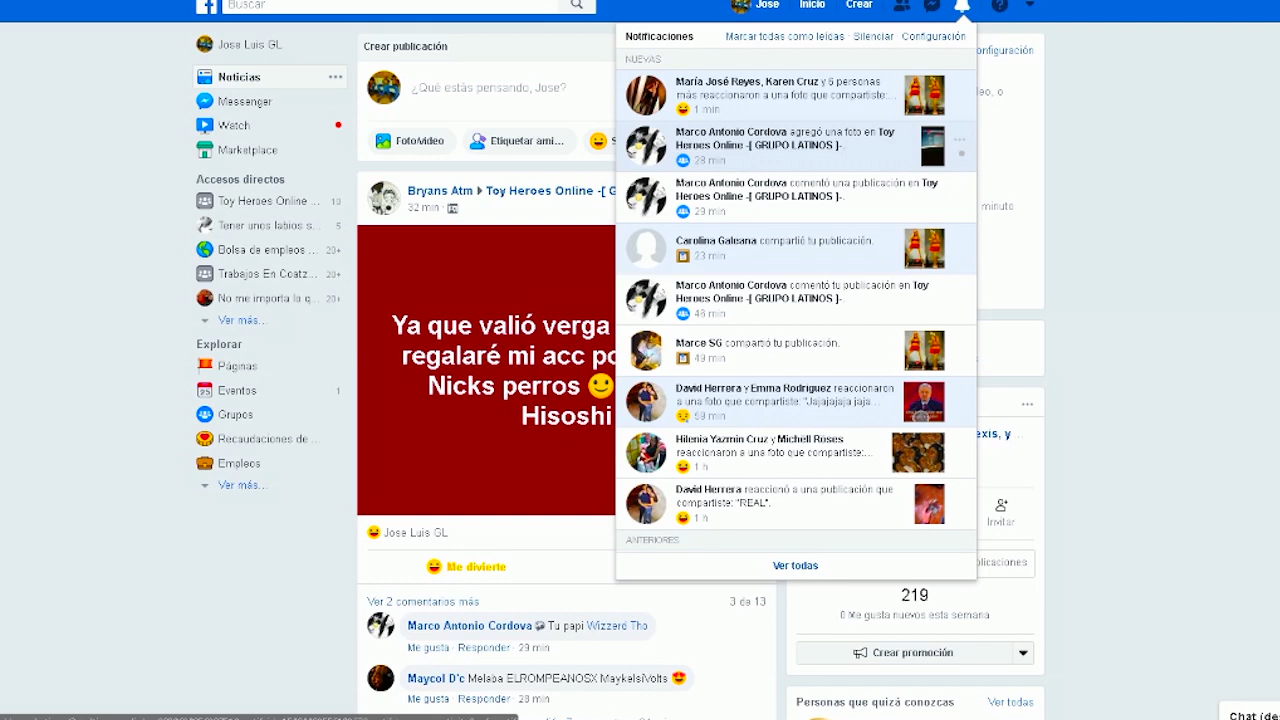 Buscar
Jose
Inicio
Crear
Jose Luis GL
Noticias
Messenger
Watch
Marketplace
Accesos directos
Toy Heroes Online ... 10
Tener unos labios s... 5
Bolsa de empleos ... 20+
Trabajos En Coatz... 20+
No me importa lo q... 20+
Ver más...
Explorar
Páginas
Eventos 1
Grupos
Recaudaciones de ...
Empleos
Ver más...
Crear publicación
¿Qué estás pensando, Jose?
Foto/video
Etiquetar ami...
Bryans Atm ▸ Toy Heroes Online -[ G
32 min ·
Ya que valió verga
regalaré mi acc po
Nicks perros 🙂
Hisoshi
Jose Luis GL
Me divierte
Ver 2 comentarios más
3 de 13
Marco Antonio Cordova Tu papi Wizzerd Tho
Me gusta · Responder · 29 min
Maycol D'c Melaba ELROMPEANOSX MaykelsiVolts 😍
Me gusta · Responder · 28 min
Notificaciones
Marcar todas como leídas · Silenciar · Configuración
NUEVAS
María José Reyes, Karen Cruz y 6 personas
más reaccionaron a una foto que compartiste:...
1 min
Marco Antonio Cordova agregó una foto en Toy
Heroes Online -[ GRUPO LATINOS ]-.
28 min
Marco Antonio Cordova comentó una publicación en Toy
Heroes Online -[ GRUPO LATINOS ]-.
29 min
Carolina Galeana compartió tu publicación.
23 min
Marco Antonio Cordova comentó tu publicación en Toy
Heroes Online -[ GRUPO LATINOS ]-.
46 min
Marce SG compartió tu publicación.
49 min
David Herrera y Emma Rodriguez reaccionaron
a una foto que compartiste: "Jajajajaja jaja...
59 min
Hilenia Yazmin Cruz y Michell Roses
reaccionaron a una foto que compartiste:...
1 h
David Herrera reaccionó a una publicación que
compartiste: "REAL".
1 h
ANTERIORES
Ver todas
onfiguración
eo, o
minuto
exis, y ...
Invitar
licaciones
219
0 Me gusta nuevos esta semana
Crear promoción
Personas que quizá conozcas
Ver todas
Chat (de